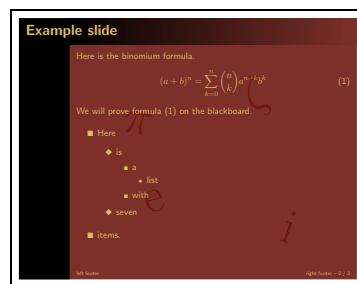 Example slide
Here is the binomium formula.
(a + b)^n = \sum_{k=0}^{n} \binom{n}{k} a^{n-k} b^k (1)
We will prove formula (1) on the blackboard.
■ Here
◆ is
■ a
• list
■ with
◆ seven
■ items.
π
ζ
e
i
left footer right footer – 2 / 2